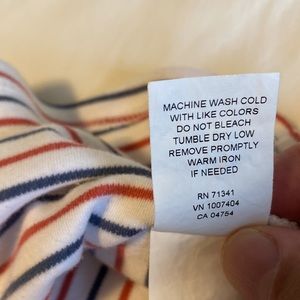 MACHINE WASH COLD
WITH LIKE COLORS
DO NOT BLEACH
TUMBLE DRY LOW
REMOVE PROMPTLY
WARM IRON
IF NEEDED
RN 71341
VN 1007404
CA 04754